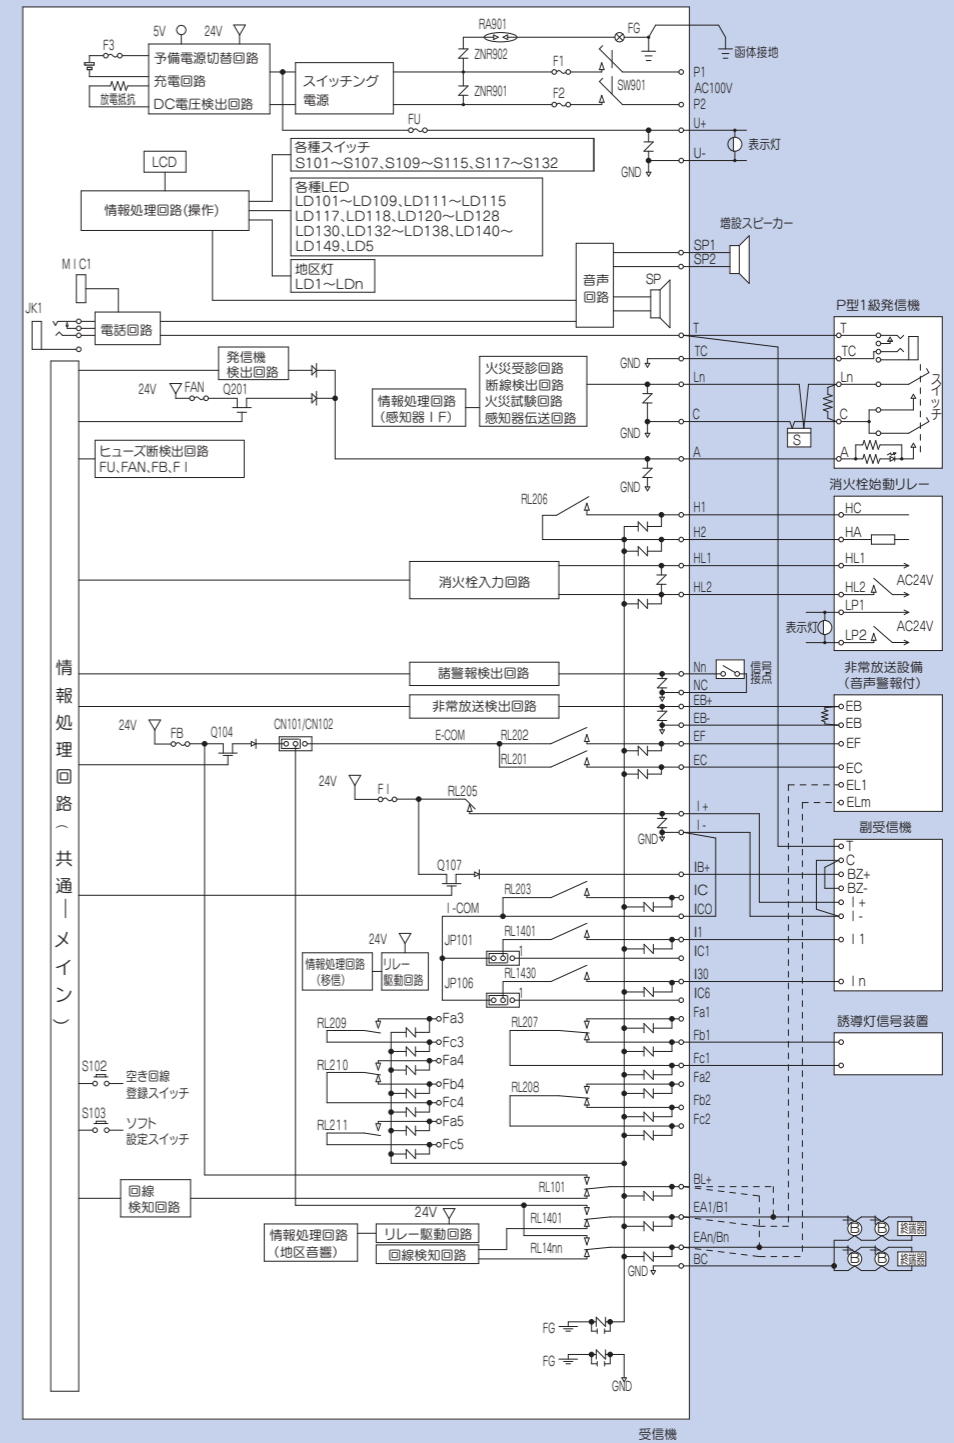 RA901
FG
5V
24V
F3
予備電源切替回路
充電回路
DC電圧検出回路
放電抵抗
スイッチング
電源
ZNR902
ZNR901
F1
F2
SW901
函体接地
P1
AC100V
P2
FU
U+
U-
表示灯
GND
LCD
情報処理回路(操作)
各種スイッチ
S101～S107、S109～S115、S117～S132
各種LED
LD101～LD109、LD111～LD115
LD117、LD118、LD120～LD128
LD130、LD132～LD138、LD140～
LD149、LD5
地区灯
LD1～LDn
増設スピーカー
SP1
SP2
音声
回路
SP
MIC1
JK1
電話回路
T
TC
GND
P型1級発信機
T
TC
Ln
C
A
スイッチ
発信機
検出回路
24V
FAN
Q201
情報処理回路
(感知器IF)
火災受診回路
断線検出回路
火災試験回路
感知器伝送回路
Ln
C
GND
S
A
GND
ヒューズ断検出回路
FU、FAN、FB、FI
消火栓始動リレー
RL206
H1
H2
HL1
HL2
HC
HA
HL1
HL2
AC24V
LP1
LP2
AC24V
表示灯
消火栓入力回路
諸警報検出回路
Nn
NC
信号
接点
非常放送設備
(音声警報付)
非常放送検出回路
EB+
EB-
EB
EB
24V
FB
Q104
CN101/CN102
E-COM
RL202
RL201
EF
EC
EF
EC
EL1
ELm
24V
FI
RL205
I+
I-
GND
副受信機
T
C
BZ+
BZ-
I+
I-
I1
In
Q107
IB+
RL203
IC
I-COM
ICO
24V
JP101
RL1401
1
I1
IC1
情報処理回路
(移信)
リレー
駆動回路
JP106
RL1430
1
I30
IC6
RL209
Fa3
Fc3
RL207
Fa1
Fb1
Fc1
誘導灯信号装置
RL210
Fa4
Fb4
Fc4
RL208
Fa2
Fb2
Fc2
RL211
Fa5
Fc5
S102
空き回線
登録スイッチ
S103
ソフト
設定スイッチ
情報処理回路(共通ーメイン)
回線
検知回路
RL101
BL+
24V
RL1401
EA1/B1
情報処理回路
(地区音響)
リレー駆動回路
回線検知回路
RL14nn
EAn/Bn
GND
BC
B
B
終端器
B
B
終端器
FG
FG
GND
受信機